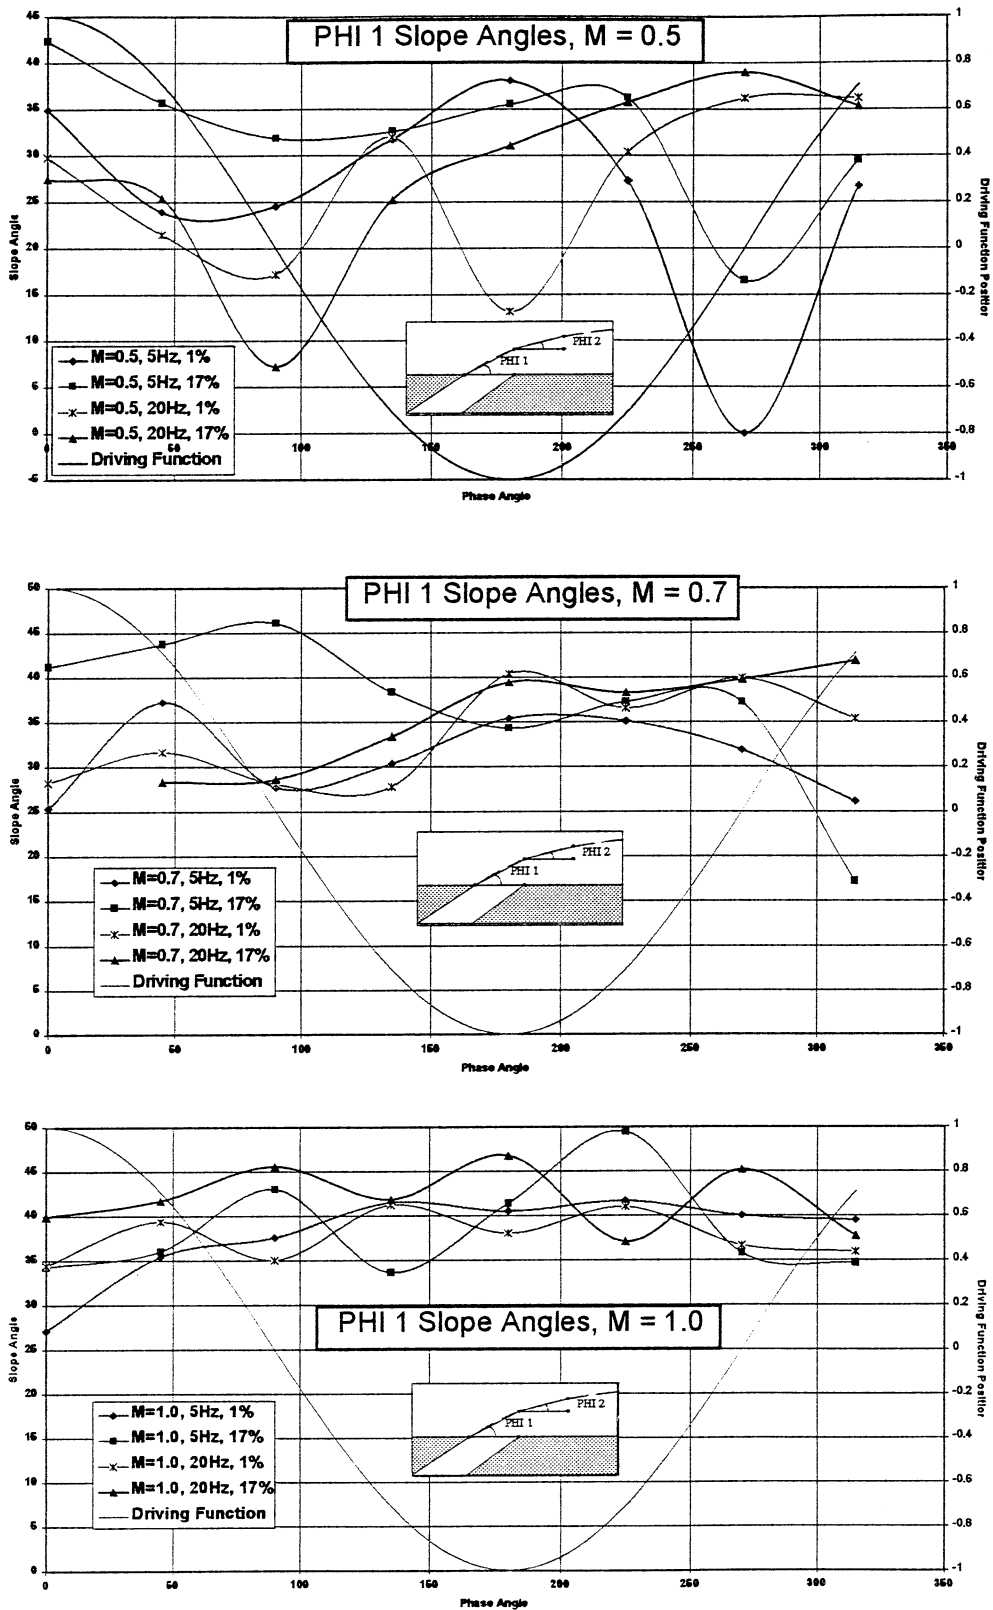 PHI 1 Slope Angles, M = 0.5
45
40
35
30
25
20
15
10
5
0
-5
Slope Angle
1
0.8
0.6
0.4
0.2
0
-0.2
-0.4
-0.6
-0.8
-1
Driving Function Position
M=0.5, 5Hz, 1%
M=0.5, 5Hz, 17%
M=0.5, 20Hz, 1%
M=0.5, 20Hz, 17%
Driving Function
PHI 1
PHI 2
0 50 100 150 200 250 300 350
Phase Angle
PHI 1 Slope Angles, M = 0.7
50
45
40
35
30
25
20
15
10
5
0
Slope Angle
1
0.8
0.6
0.4
0.2
0
-0.2
-0.4
-0.6
-0.8
-1
Driving Function Position
M=0.7, 5Hz, 1%
M=0.7, 5Hz, 17%
M=0.7, 20Hz, 1%
M=0.7, 20Hz, 17%
Driving Function
PHI 1
PHI 2
0 50 100 150 200 250 300 350
Phase Angle
50
45
40
35
30
25
20
15
10
5
0
Slope Angle
1
0.8
0.6
0.4
0.2
0
-0.2
-0.4
-0.6
-0.8
-1
Driving Function Position
PHI 1 Slope Angles, M = 1.0
M=1.0, 5Hz, 1%
M=1.0, 5Hz, 17%
M=1.0, 20Hz, 1%
M=1.0, 20Hz, 17%
Driving Function
PHI 1
PHI 2
0 50 100 150 200 250 300 350
Phase Angle